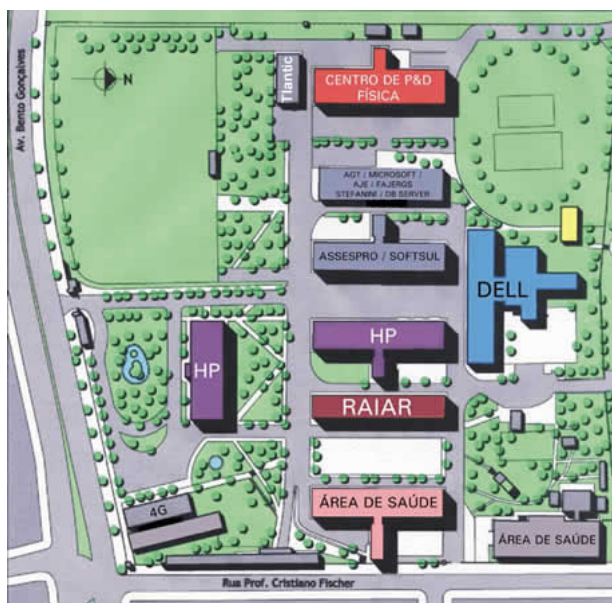 Av. Bento Gonçalves
N
Tlantic
CENTRO DE P&D
FÍSICA
AGT / MICROSOFT /
AJE / FAJERGS
STEFANINI / DB SERVER
ASSESPRO / SOFTSUL
DELL
HP
HP
RAIAR
4G
ÁREA DE SAÚDE
ÁREA DE SAÚDE
Rua Prof. Cristiano Fischer